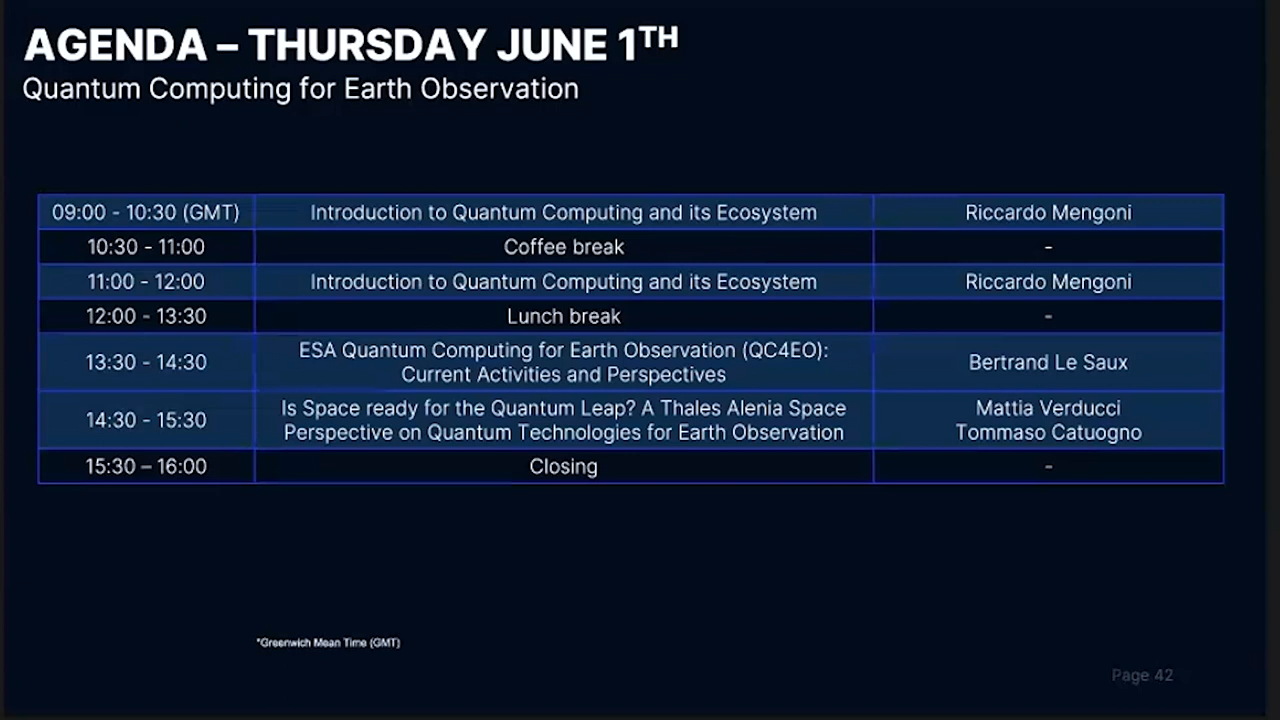 AGENDA – THURSDAY JUNE 1TH
Quantum Computing for Earth Observation
09:00 - 10:30 (GMT) Introduction to Quantum Computing and its Ecosystem Riccardo Mengoni
10:30 - 11:00 Coffee break -
11:00 - 12:00 Introduction to Quantum Computing and its Ecosystem Riccardo Mengoni
12:00 - 13:30 Lunch break -
13:30 - 14:30 ESA Quantum Computing for Earth Observation (QC4EO):
Current Activities and Perspectives Bertrand Le Saux
14:30 - 15:30 Is Space ready for the Quantum Leap? A Thales Alenia Space
Perspective on Quantum Technologies for Earth Observation Mattia Verducci
Tommaso Catuogno
15:30 – 16:00 Closing -
*Greenwich Mean Time (GMT)
Page 42